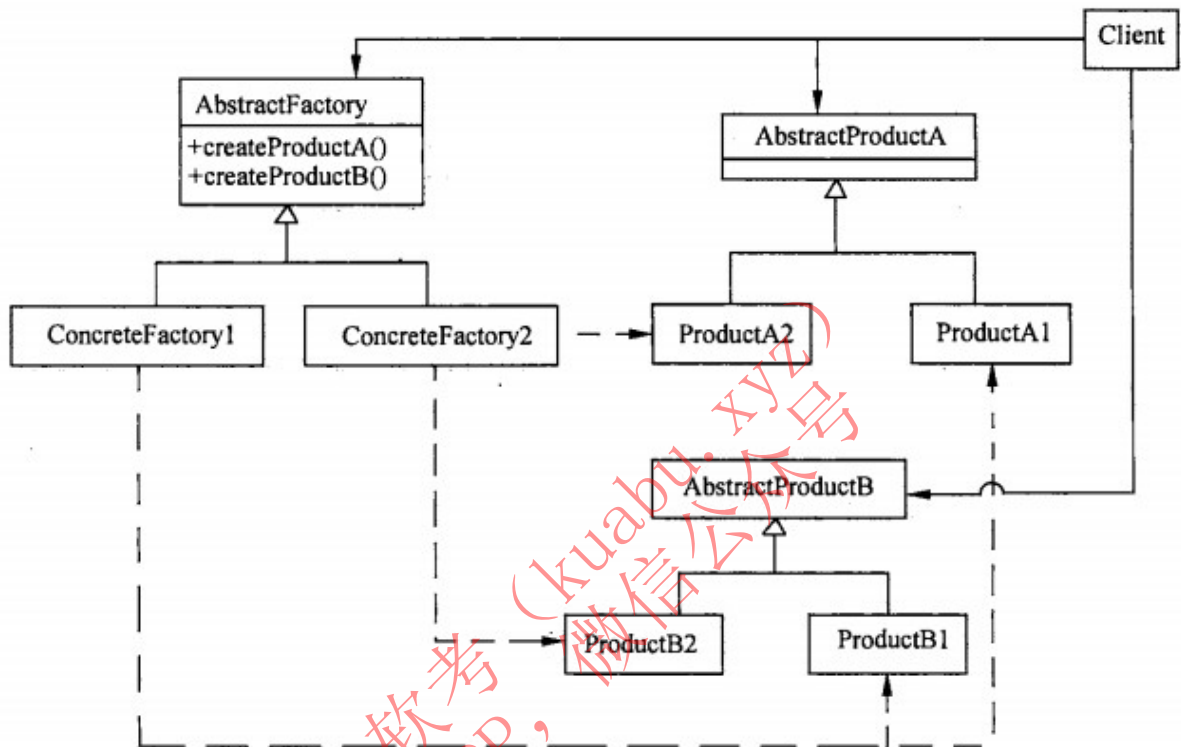 Client
AbstractFactory
+createProductA()
+createProductB()
AbstractProductA
ConcreteFactory1
ConcreteFactory2
ProductA2
ProductA1
AbstractProductB
ProductB2
ProductB1
软考（kuabu.xyz）
微信公众号